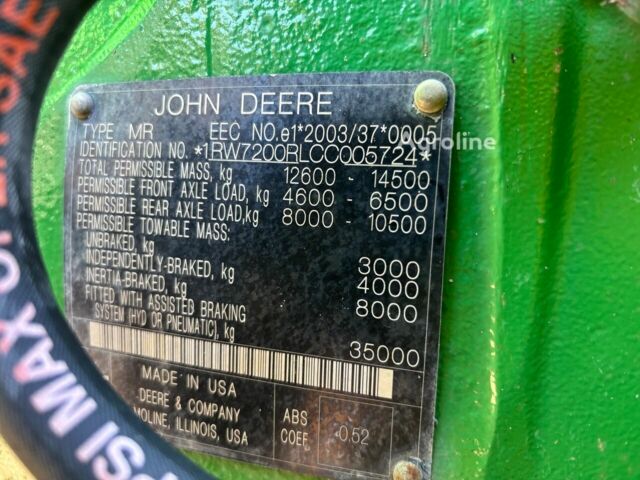 JOHN DEERE
TYPE MR EEC NO.e1*2003/37*0005
IDENTIFICATION NO. *1RW7200RLCC005724*
TOTAL PERMISSIBLE MASS, kg 12600 - 14500
PERMISSIBLE FRONT AXLE LOAD, kg 4600 - 6500
PERMISSIBLE REAR AXLE LOAD,kg 8000 - 10500
PERMISSIBLE TOWABLE MASS:
UNBRAKED, kg 3000
INDEPENDENTLY-BRAKED, kg 4000
INERTIA-BRAKED, kg 8000
FITTED WITH ASSISTED BRAKING
SYSTEM (HYD OR PNEUMATIC), kg 35000
MADE IN USA
DEERE & COMPANY
MOLINE, ILLINOIS, USA
ABS
COEF. 0.52
PSI MAX
SAE
Agroline
Agroline